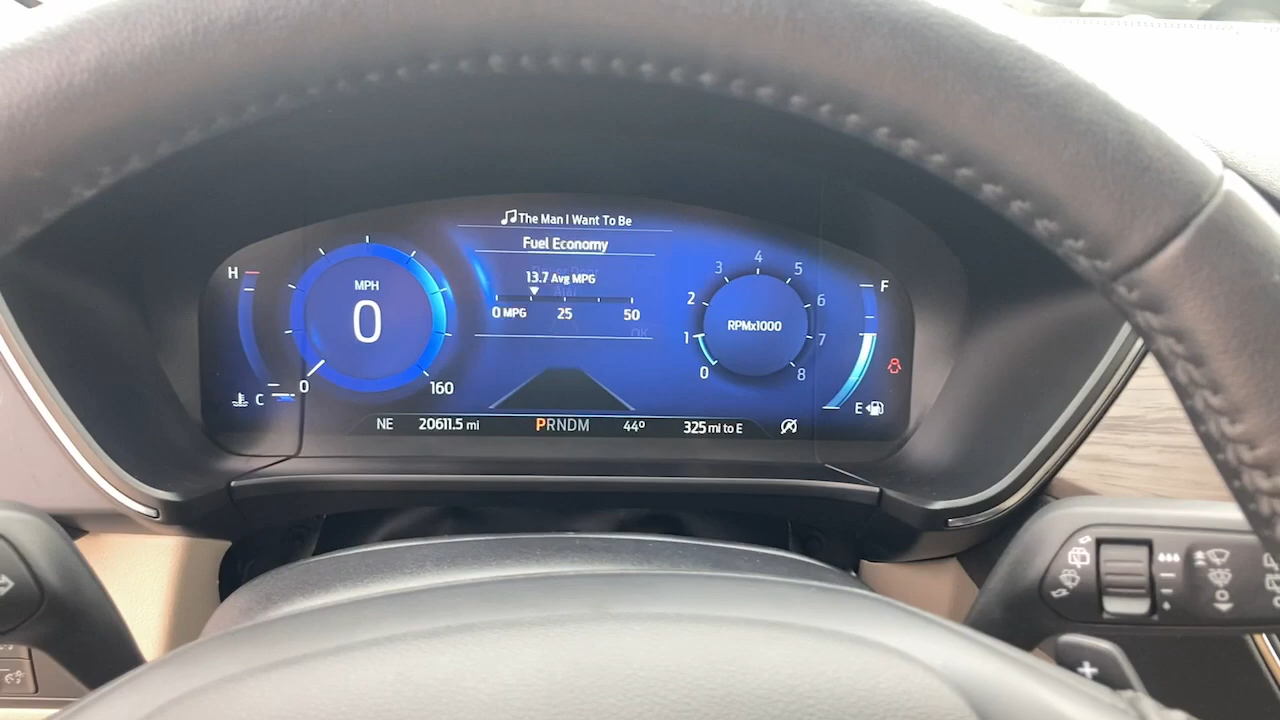 The Man I Want To Be
Fuel Economy
13.7 Avg MPG
0 MPG 25 50
OK
H
C
MPH
0
0 160
RPMx1000
0 1 2 3 4 5 6 7 8
F
E
NE 20611.5 mi PRNDM 44° 325 mi to E
+